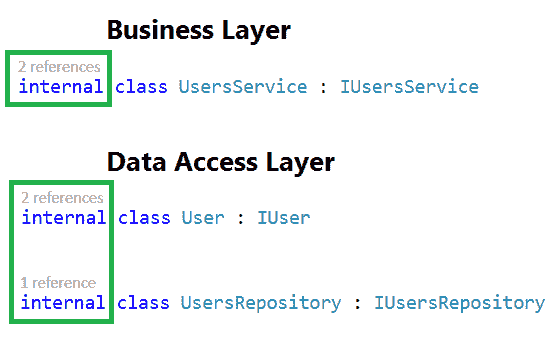 Business Layer
2 references
internal class UsersService : IUsersService
Data Access Layer
2 references
internal class User : IUser
1 reference
internal class UsersRepository : IUsersRepository